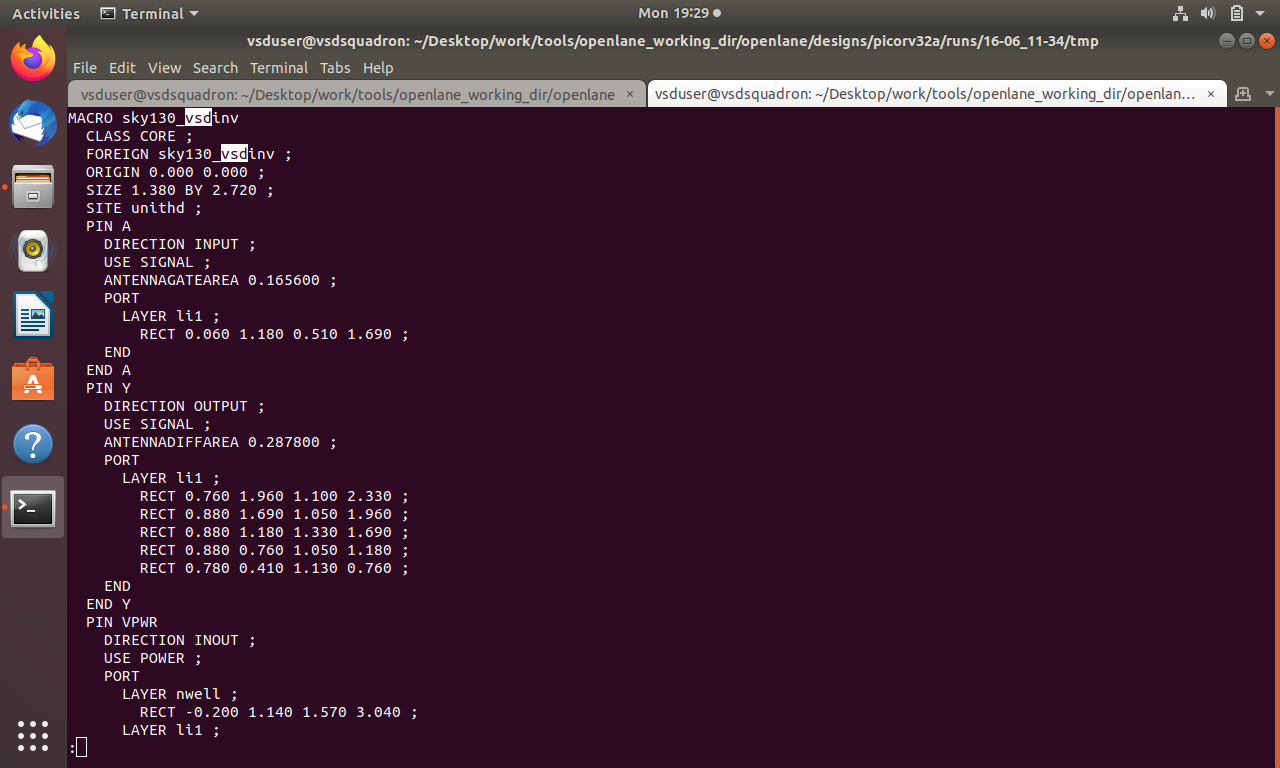 Activities Terminal Mon 19:29
vsduser@vsdsquadron: ~/Desktop/work/tools/openlane_working_dir/openlane/designs/picorv32a/runs/16-06_11-34/tmp
File Edit View Search Terminal Tabs Help
vsduser@vsdsquadron: ~/Desktop/work/tools/openlane_working_dir/openlane × vsduser@vsdsquadron: ~/Desktop/work/tools/openlane_working_dir/openlan... ×
MACRO sky130_vsdinv
  CLASS CORE ;
  FOREIGN sky130_vsdinv ;
  ORIGIN 0.000 0.000 ;
  SIZE 1.380 BY 2.720 ;
  SITE unithd ;
  PIN A
    DIRECTION INPUT ;
    USE SIGNAL ;
    ANTENNAGATEAREA 0.165600 ;
    PORT
      LAYER li1 ;
        RECT 0.060 1.180 0.510 1.690 ;
    END
  END A
  PIN Y
    DIRECTION OUTPUT ;
    USE SIGNAL ;
    ANTENNADIFFAREA 0.287800 ;
    PORT
      LAYER li1 ;
        RECT 0.760 1.960 1.100 2.330 ;
        RECT 0.880 1.690 1.050 1.960 ;
        RECT 0.880 1.180 1.330 1.690 ;
        RECT 0.880 0.760 1.050 1.180 ;
        RECT 0.780 0.410 1.130 0.760 ;
    END
  END Y
  PIN VPWR
    DIRECTION INOUT ;
    USE POWER ;
    PORT
      LAYER nwell ;
        RECT -0.200 1.140 1.570 3.040 ;
      LAYER li1 ;
: